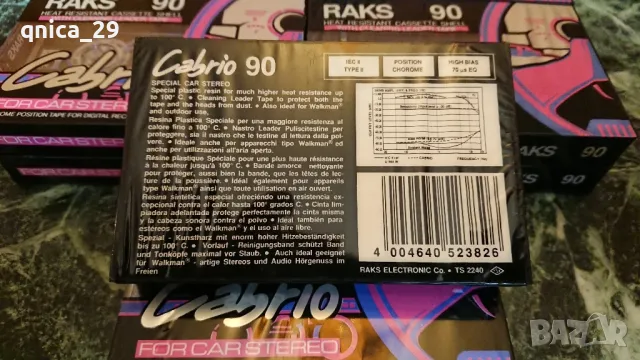 qnica_29
RAKS 90
HEAT RESISTANT CASSETTE SHELL
RAKS 90
HEAT RESISTANT CASSETTE SHELL
FOR CAR STEREO
Cabrio 90
IEC II
TYPE II
POSITION
CHOROME
HIGH BIAS
70 µs EQ
SPECIAL CAR STEREO
Special plastic resin for much higher heat resistance up
to 100° C. • Cleaning Leader Tape to protect both the
tape and the heads from dust. • Also ideal for Walkman®
and outdoor use.
Resina Plastica Speciale per una maggiore resistenza al
calore fino a 100° C. • Nastro Leader Puliscitestine per
proteggere, sia il nastro che le testine di lettura dalla pol-
vere. • Ideale anche per apparecchi tipo Walkman® ed
anche per utilizzazioni all'aria aperta.
Résine plastique Spéciale pour une plus haute résistance
à la chaleur jusqu'à 100° C. • Bande amorce nettoyante
pour protéger, aussi bien la bande, que les têtes de lec-
ture de la poussière. • Idéal également pour appareils
type Walkman® ainsi que toute utilisation en air ouvert.
Resina sintética especial ofreciéndo una resistencia ex-
cepcional contra el calor hasta 100° grados C. • Cinta lim-
piadora adelantada protege perfectamente la cinta misma
y la cabeza sonora contra el polvo • Ideal también para
estéreos como el Walkman® y el uso al aire libre.
Spezial - Kunstharz mit enorm hoher Hitzebeständigkeit
bis zu 100° C. • Vorlauf - Reinigungsband schützt Band
und Tonköpfe maximal vor Staub. • Auch ideal geeignet
für Walkman® - artige Stereos und Audio Hörgenuss im
Freien
4 004640 523826
RAKS ELECTRONIC Co. • TS 2240
RAKS 90
90
Cabrio
FOR CAR STEREO
BAZAR